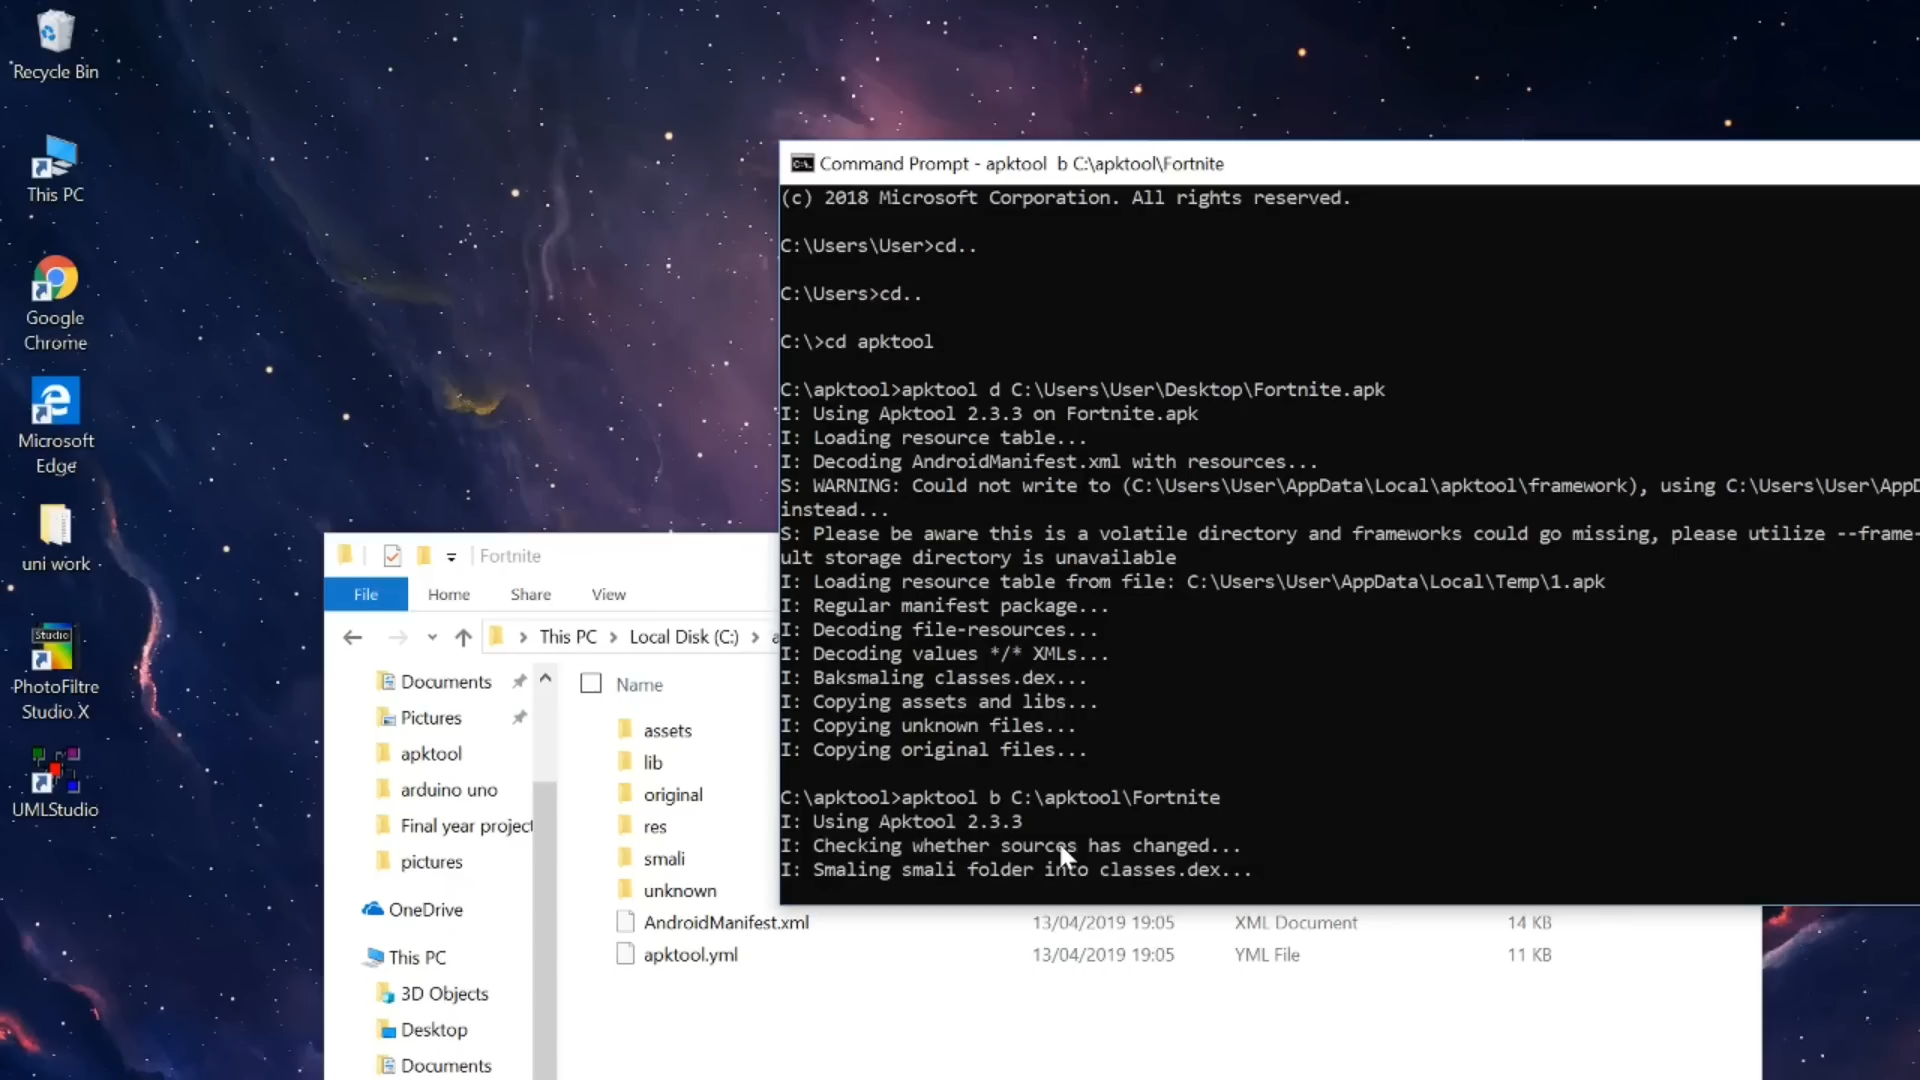 Recycle Bin
This PC
Google
Chrome
Microsoft
Edge
uni work
Studio
PhotoFiltre
Studio X
UMLStudio
Fortnite
File Home Share View
This PC > Local Disk (C:) >
Documents
Pictures
apktool
arduino uno
Final year project
pictures
OneDrive
This PC
3D Objects
Desktop
Documents
Name
assets
lib
original
res
smali
unknown
AndroidManifest.xml 13/04/2019 19:05 XML Document 14 KB
apktool.yml 13/04/2019 19:05 YML File 11 KB
C:\. Command Prompt - apktool b C:\apktool\Fortnite
(c) 2018 Microsoft Corporation. All rights reserved.
C:\Users\User>cd..
C:\Users>cd..
C:\>cd apktool
C:\apktool>apktool d C:\Users\User\Desktop\Fortnite.apk
I: Using Apktool 2.3.3 on Fortnite.apk
I: Loading resource table...
I: Decoding AndroidManifest.xml with resources...
S: WARNING: Could not write to (C:\Users\User\AppData\Local\apktool\framework), using C:\Users\User\AppD
instead...
S: Please be aware this is a volatile directory and frameworks could go missing, please utilize --frame-
ult storage directory is unavailable
I: Loading resource table from file: C:\Users\User\AppData\Local\Temp\1.apk
I: Regular manifest package...
I: Decoding file-resources...
I: Decoding values */* XMLs...
I: Baksmaling classes.dex...
I: Copying assets and libs...
I: Copying unknown files...
I: Copying original files...
C:\apktool>apktool b C:\apktool\Fortnite
I: Using Apktool 2.3.3
I: Checking whether sources has changed...
I: Smaling smali folder into classes.dex...